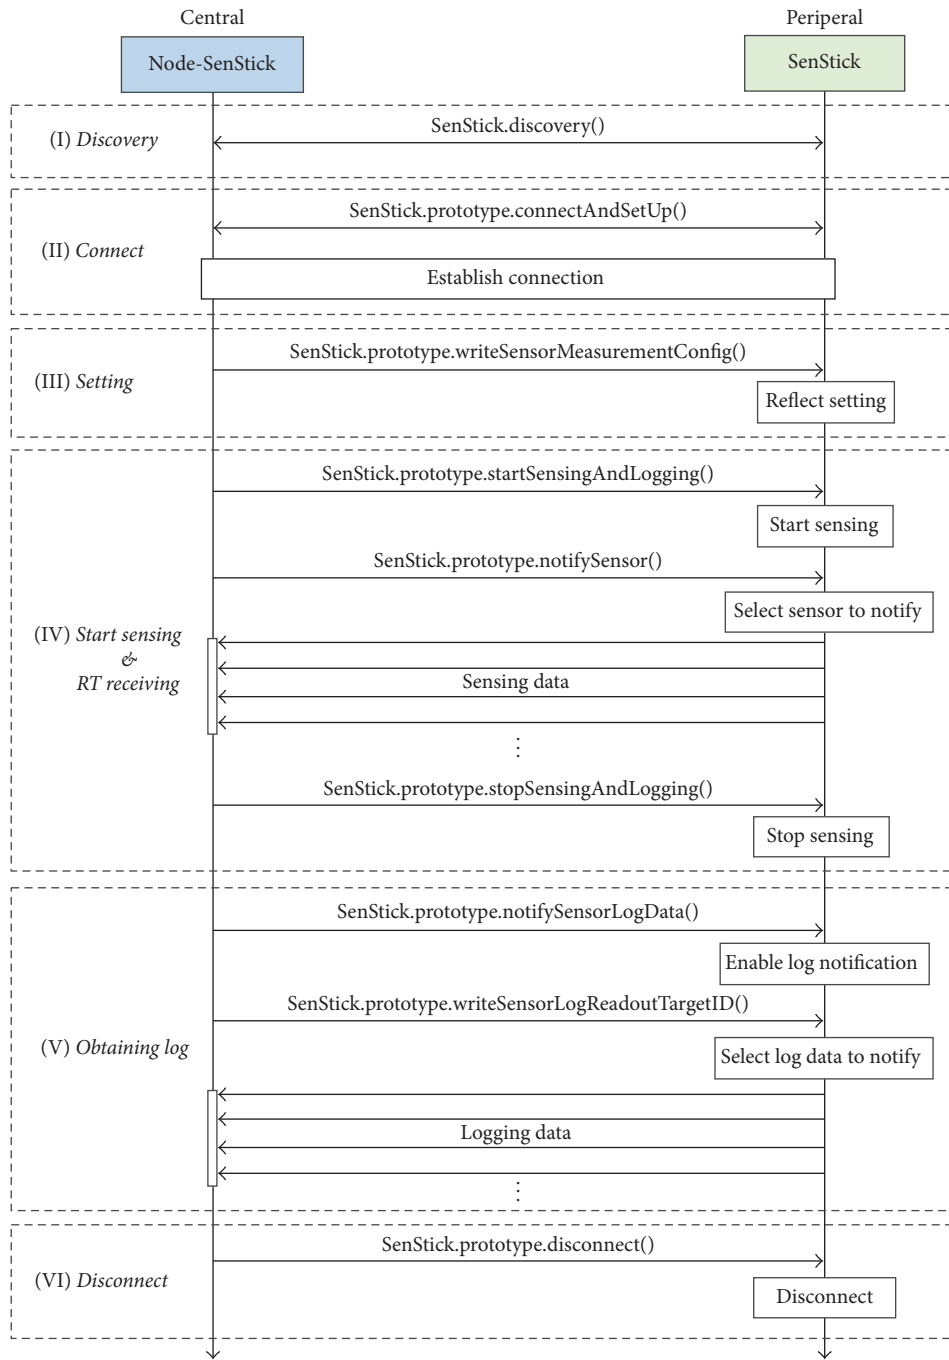 Central
Periperal
Node-SenStick
SenStick
SenStick.discovery()
(I) Discovery
SenStick.prototype.connectAndSetUp()
(II) Connect
Establish connection
SenStick.prototype.writeSensorMeasurementConfig()
(III) Setting
Reflect setting
SenStick.prototype.startSensingAndLogging()
Start sensing
SenStick.prototype.notifySensor()
Select sensor to notify
(IV) Start sensing
&
RT receiving
Sensing data
⋮
SenStick.prototype.stopSensingAndLogging()
Stop sensing
SenStick.prototype.notifySensorLogData()
Enable log notification
SenStick.prototype.writeSensorLogReadoutTargetID()
(V) Obtaining log
Select log data to notify
Logging data
⋮
SenStick.prototype.disconnect()
(VI) Disconnect
Disconnect